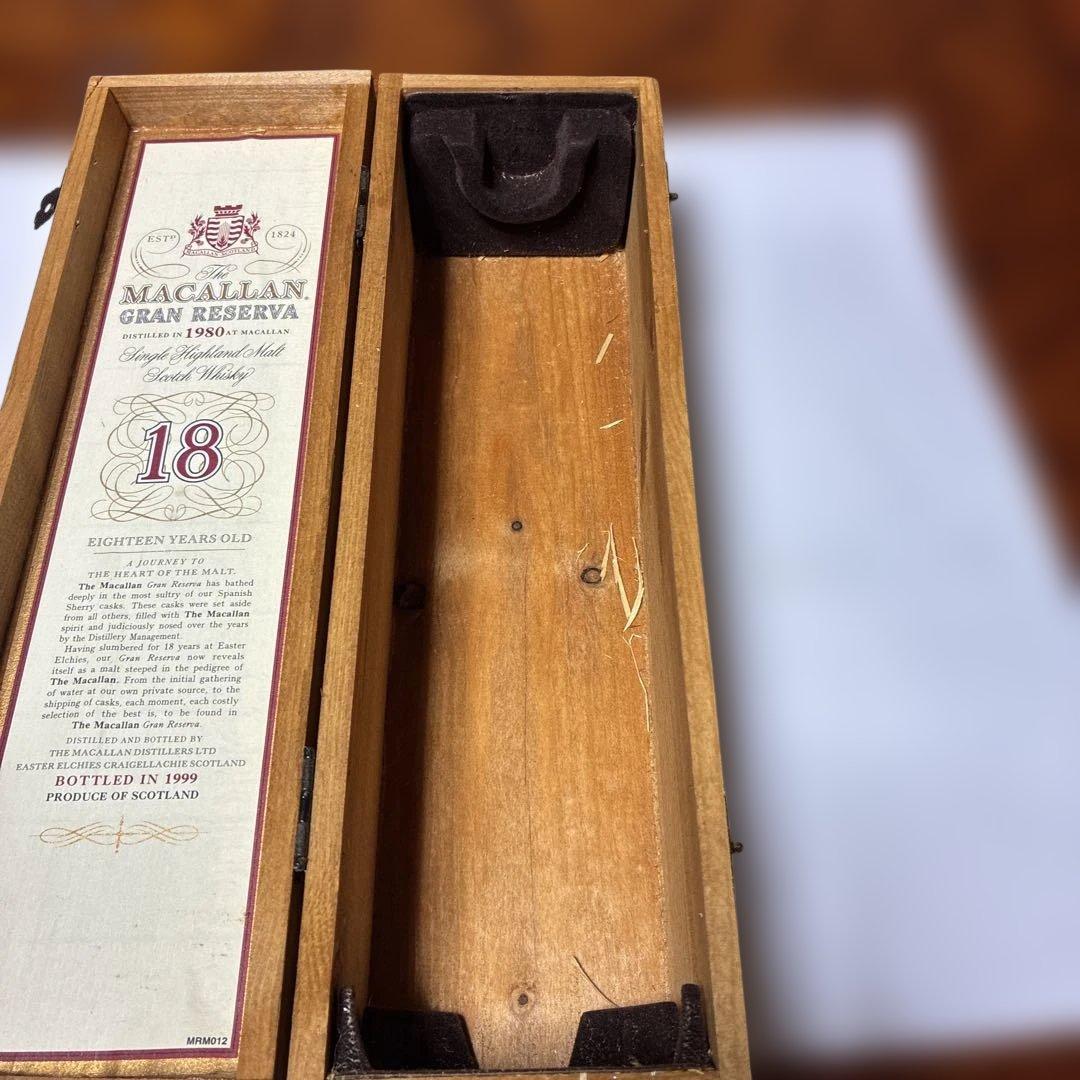 ESTD 1824
MACALLAN SCOTLAND
The
MACALLAN®
GRAN RESERVA
DISTILLED IN 1980 AT MACALLAN
Single Highland Malt
Scotch Whisky
18
EIGHTEEN YEARS OLD
A JOURNEY TO
THE HEART OF THE MALT.
The Macallan Gran Reserva has bathed
deeply in the most sultry of our Spanish
Sherry casks. These casks were set aside
from all others, filled with The Macallan
spirit and judiciously nosed over the years
by the Distillery Management.
Having slumbered for 18 years at Easter
Elchies, our Gran Reserva now reveals
itself as a malt steeped in the pedigree of
The Macallan. From the initial gathering
of water at our own private source, to the
shipping of casks, each moment, each costly
selection of the best is, to be found in
The Macallan Gran Reserva.
DISTILLED AND BOTTLED BY
THE MACALLAN DISTILLERS LTD
EASTER ELCHIES CRAIGELLACHIE SCOTLAND
BOTTLED IN 1999
PRODUCE OF SCOTLAND
MRM012